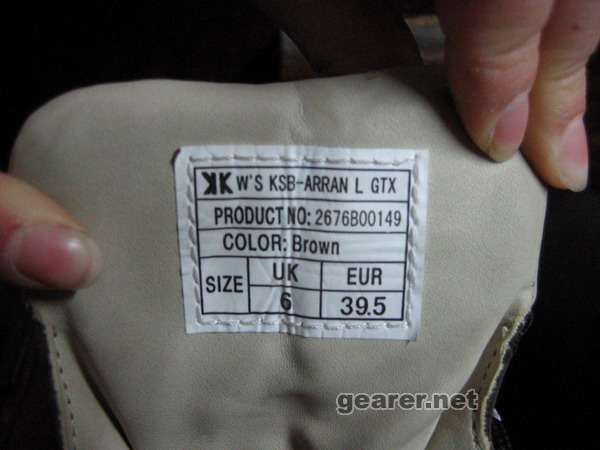 KK W'S KSB-ARRAN L GTX
PRODUCT NO: 2676B00149
COLOR: Brown
SIZE UK EUR
6 39.5
gearer.net